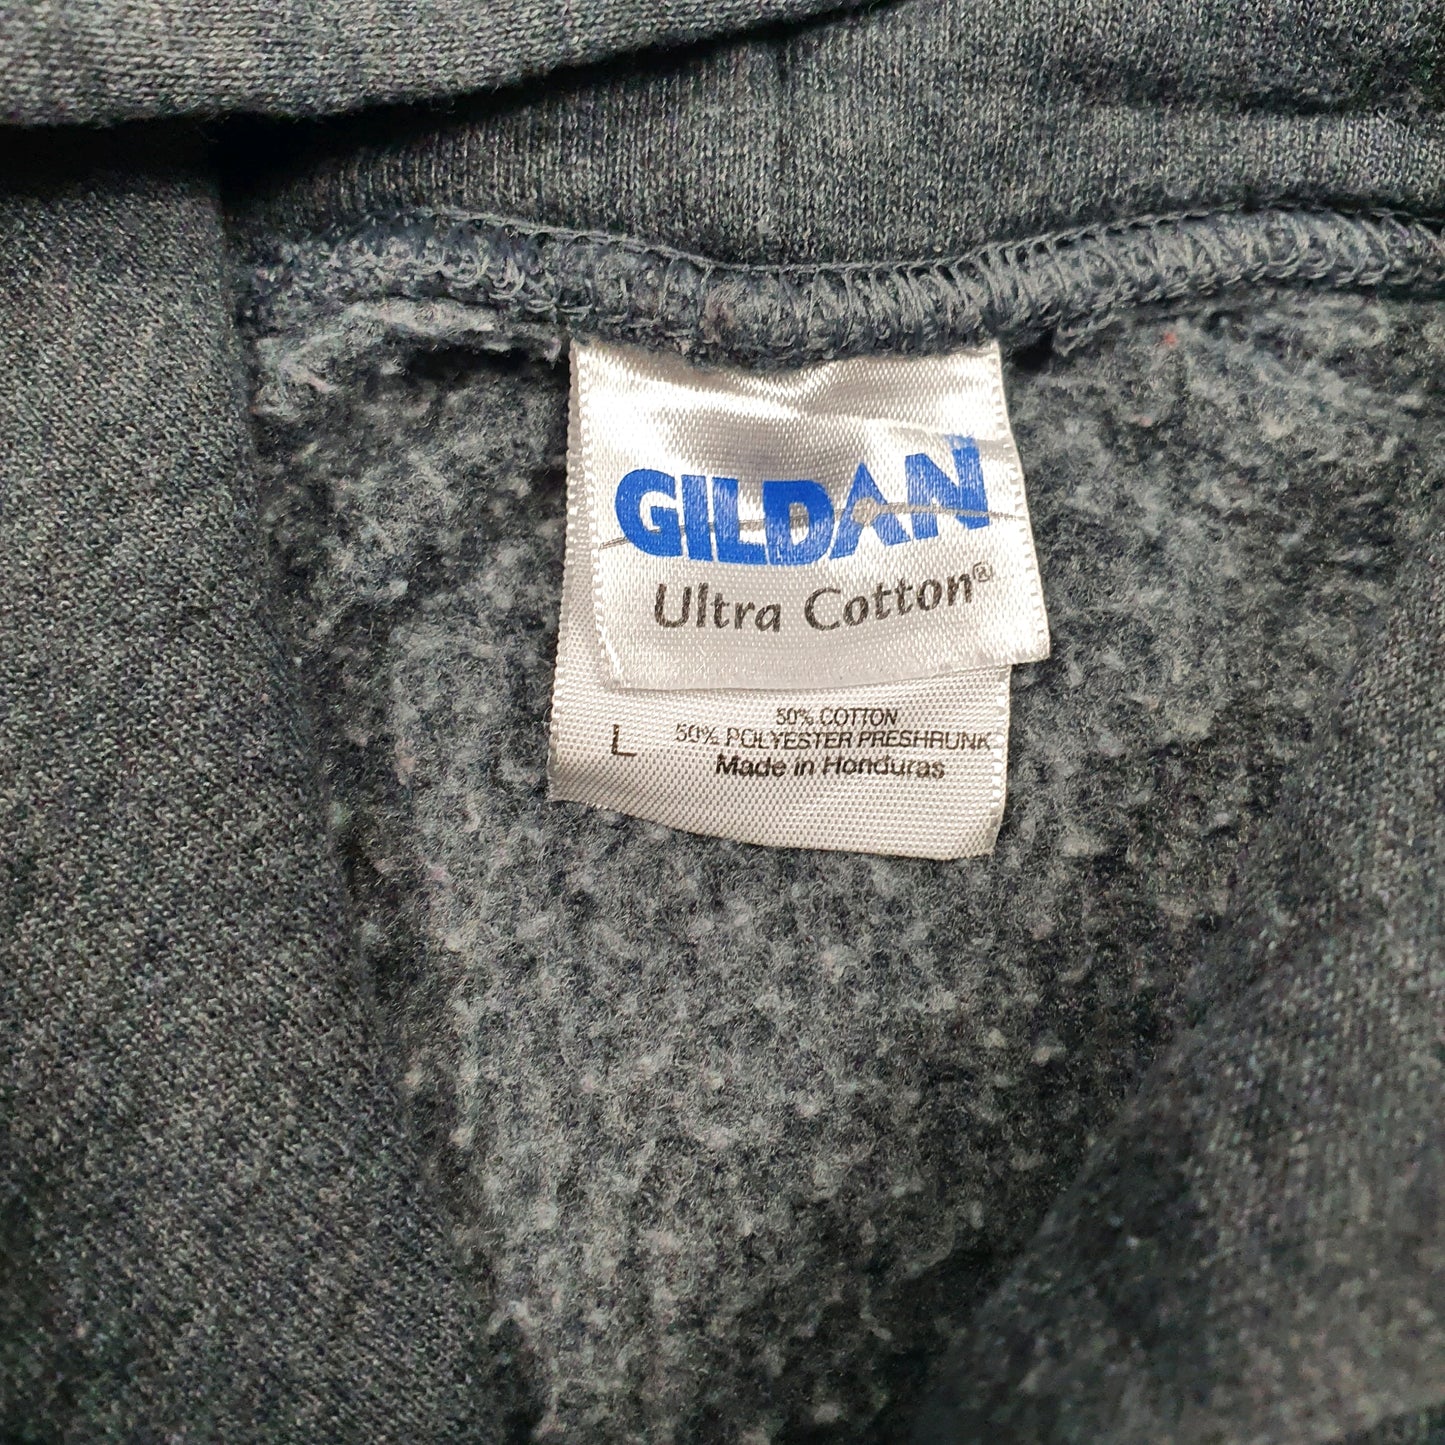 GILDAN
Ultra Cotton®
50% COTTON
L 50% POLYESTER PRESHRUNK
Made in Honduras